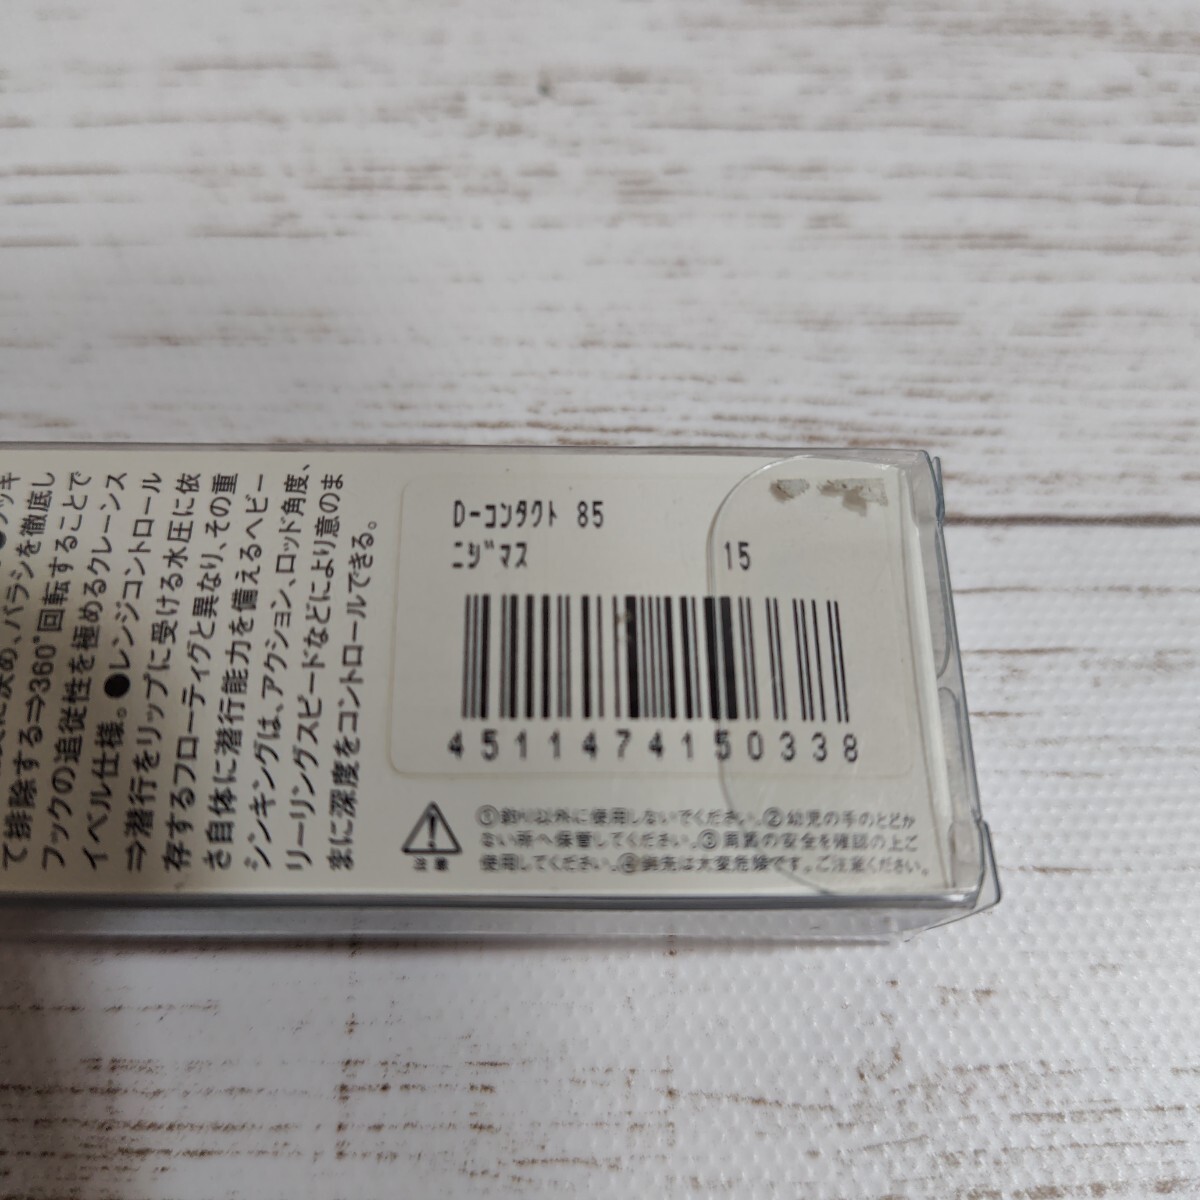 て排除する⇒360°回転することで
フックの追従性を極めるクレーンス
イベル仕様。●レンジコントロール
⇒潜行をリップに受ける水圧に依
存するフローティグと異なり、その重
さ自体に潜行能力を備えるヘビー
シンキングは、アクション、ロッド角度、
リーリングスピードなどにより意のま
まに深度をコントロールできる。
D-コンタクト 85
ニジマス 15
4511474150338
①釣り以外に使用しないでください。②幼児の手のとどか
ない所へ保管してください。③周囲の安全を確認の上ご
使用してください。④鈎先は大変危険です。ご注意ください。